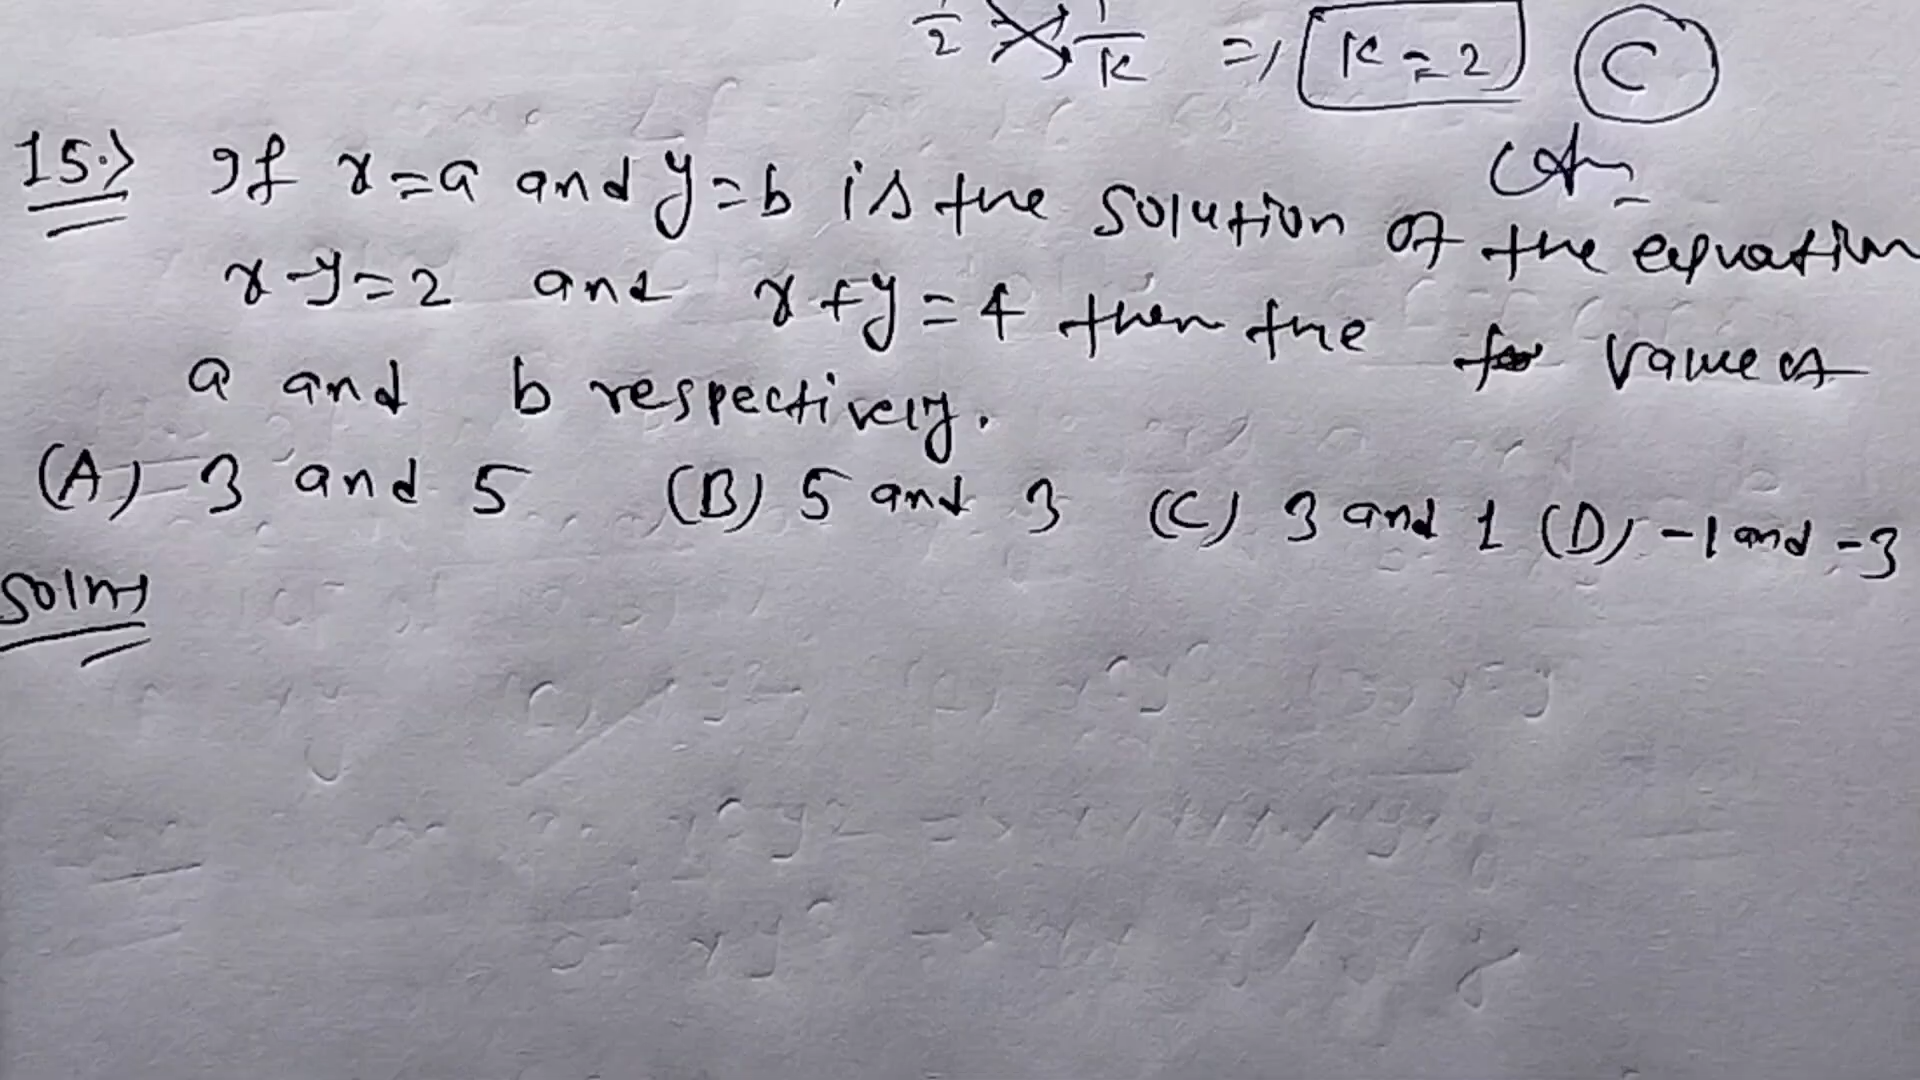 1/2 1/K => K = 2 C
Ans
15.> If x=a and y=b is the solution of the equation
x-y=2 and x+y=4 then the value of
a and b respectively.
(A) 3 and 5 (B) 5 and 3 (C) 3 and 1 (D) -1 and -3
Soln>